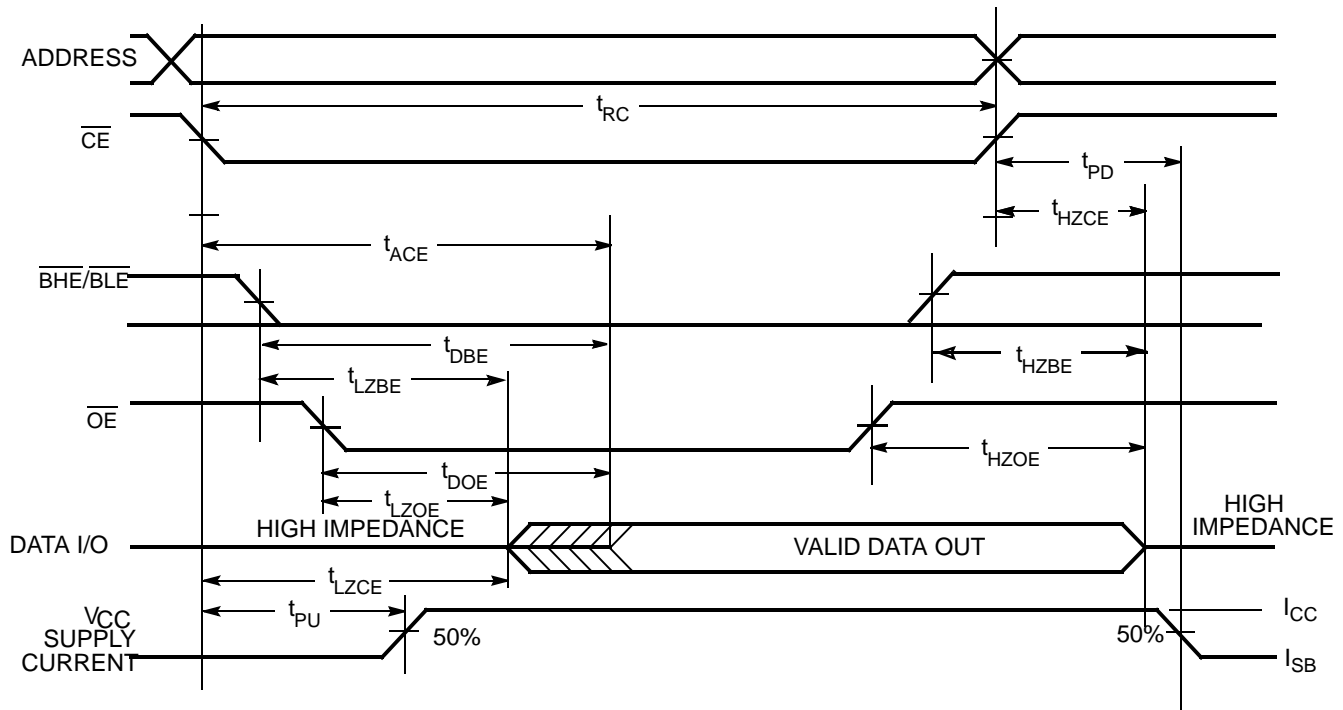 ADDRESS
tRC
CE
tPD
tHZCE
tACE
BHE/BLE
tDBE
tHZBE
tLZBE
OE
tHZOE
tDOE
tLZOE
HIGH IMPEDANCE
HIGH
IMPEDANCE
DATA I/O
VALID DATA OUT
tLZCE
VCC
SUPPLY
CURRENT
tPU
50%
50%
ICC
ISB